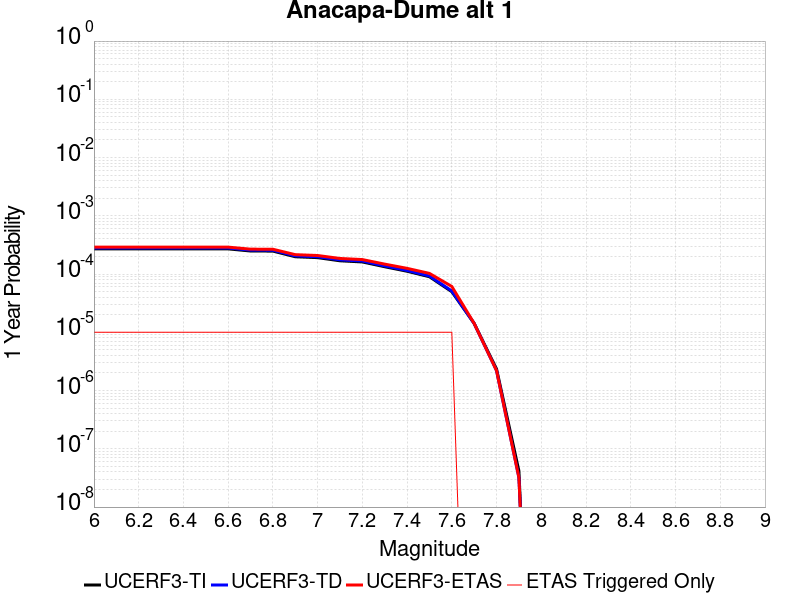 Anacapa-Dume alt 1
10 0
10 -1
10 -2
10 -3
10 -4
10 -5
10 -6
10 -7
10 -8
1 Year Probability
6 6.2 6.4 6.6 6.8 7 7.2 7.4 7.6 7.8 8 8.2 8.4 8.6 8.8 9
Magnitude
UCERF3-TI UCERF3-TD UCERF3-ETAS ETAS Triggered Only